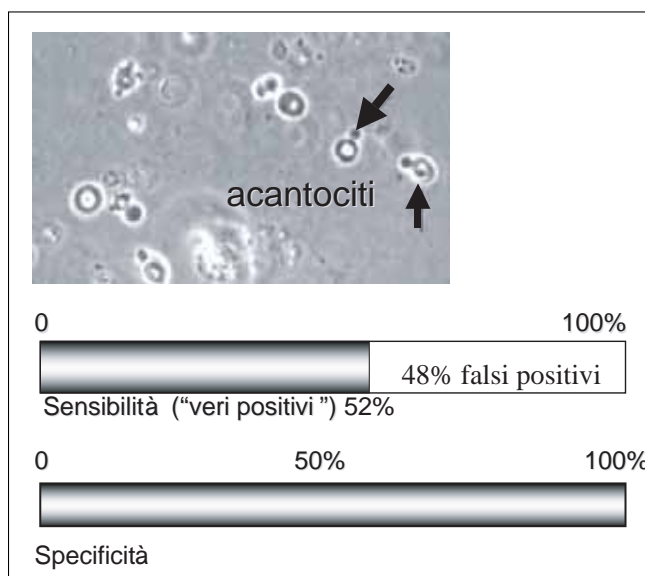 acantociti
0 100%
48% falsi positivi
Sensibilità (“veri positivi”) 52%
0 50% 100%
Specificità